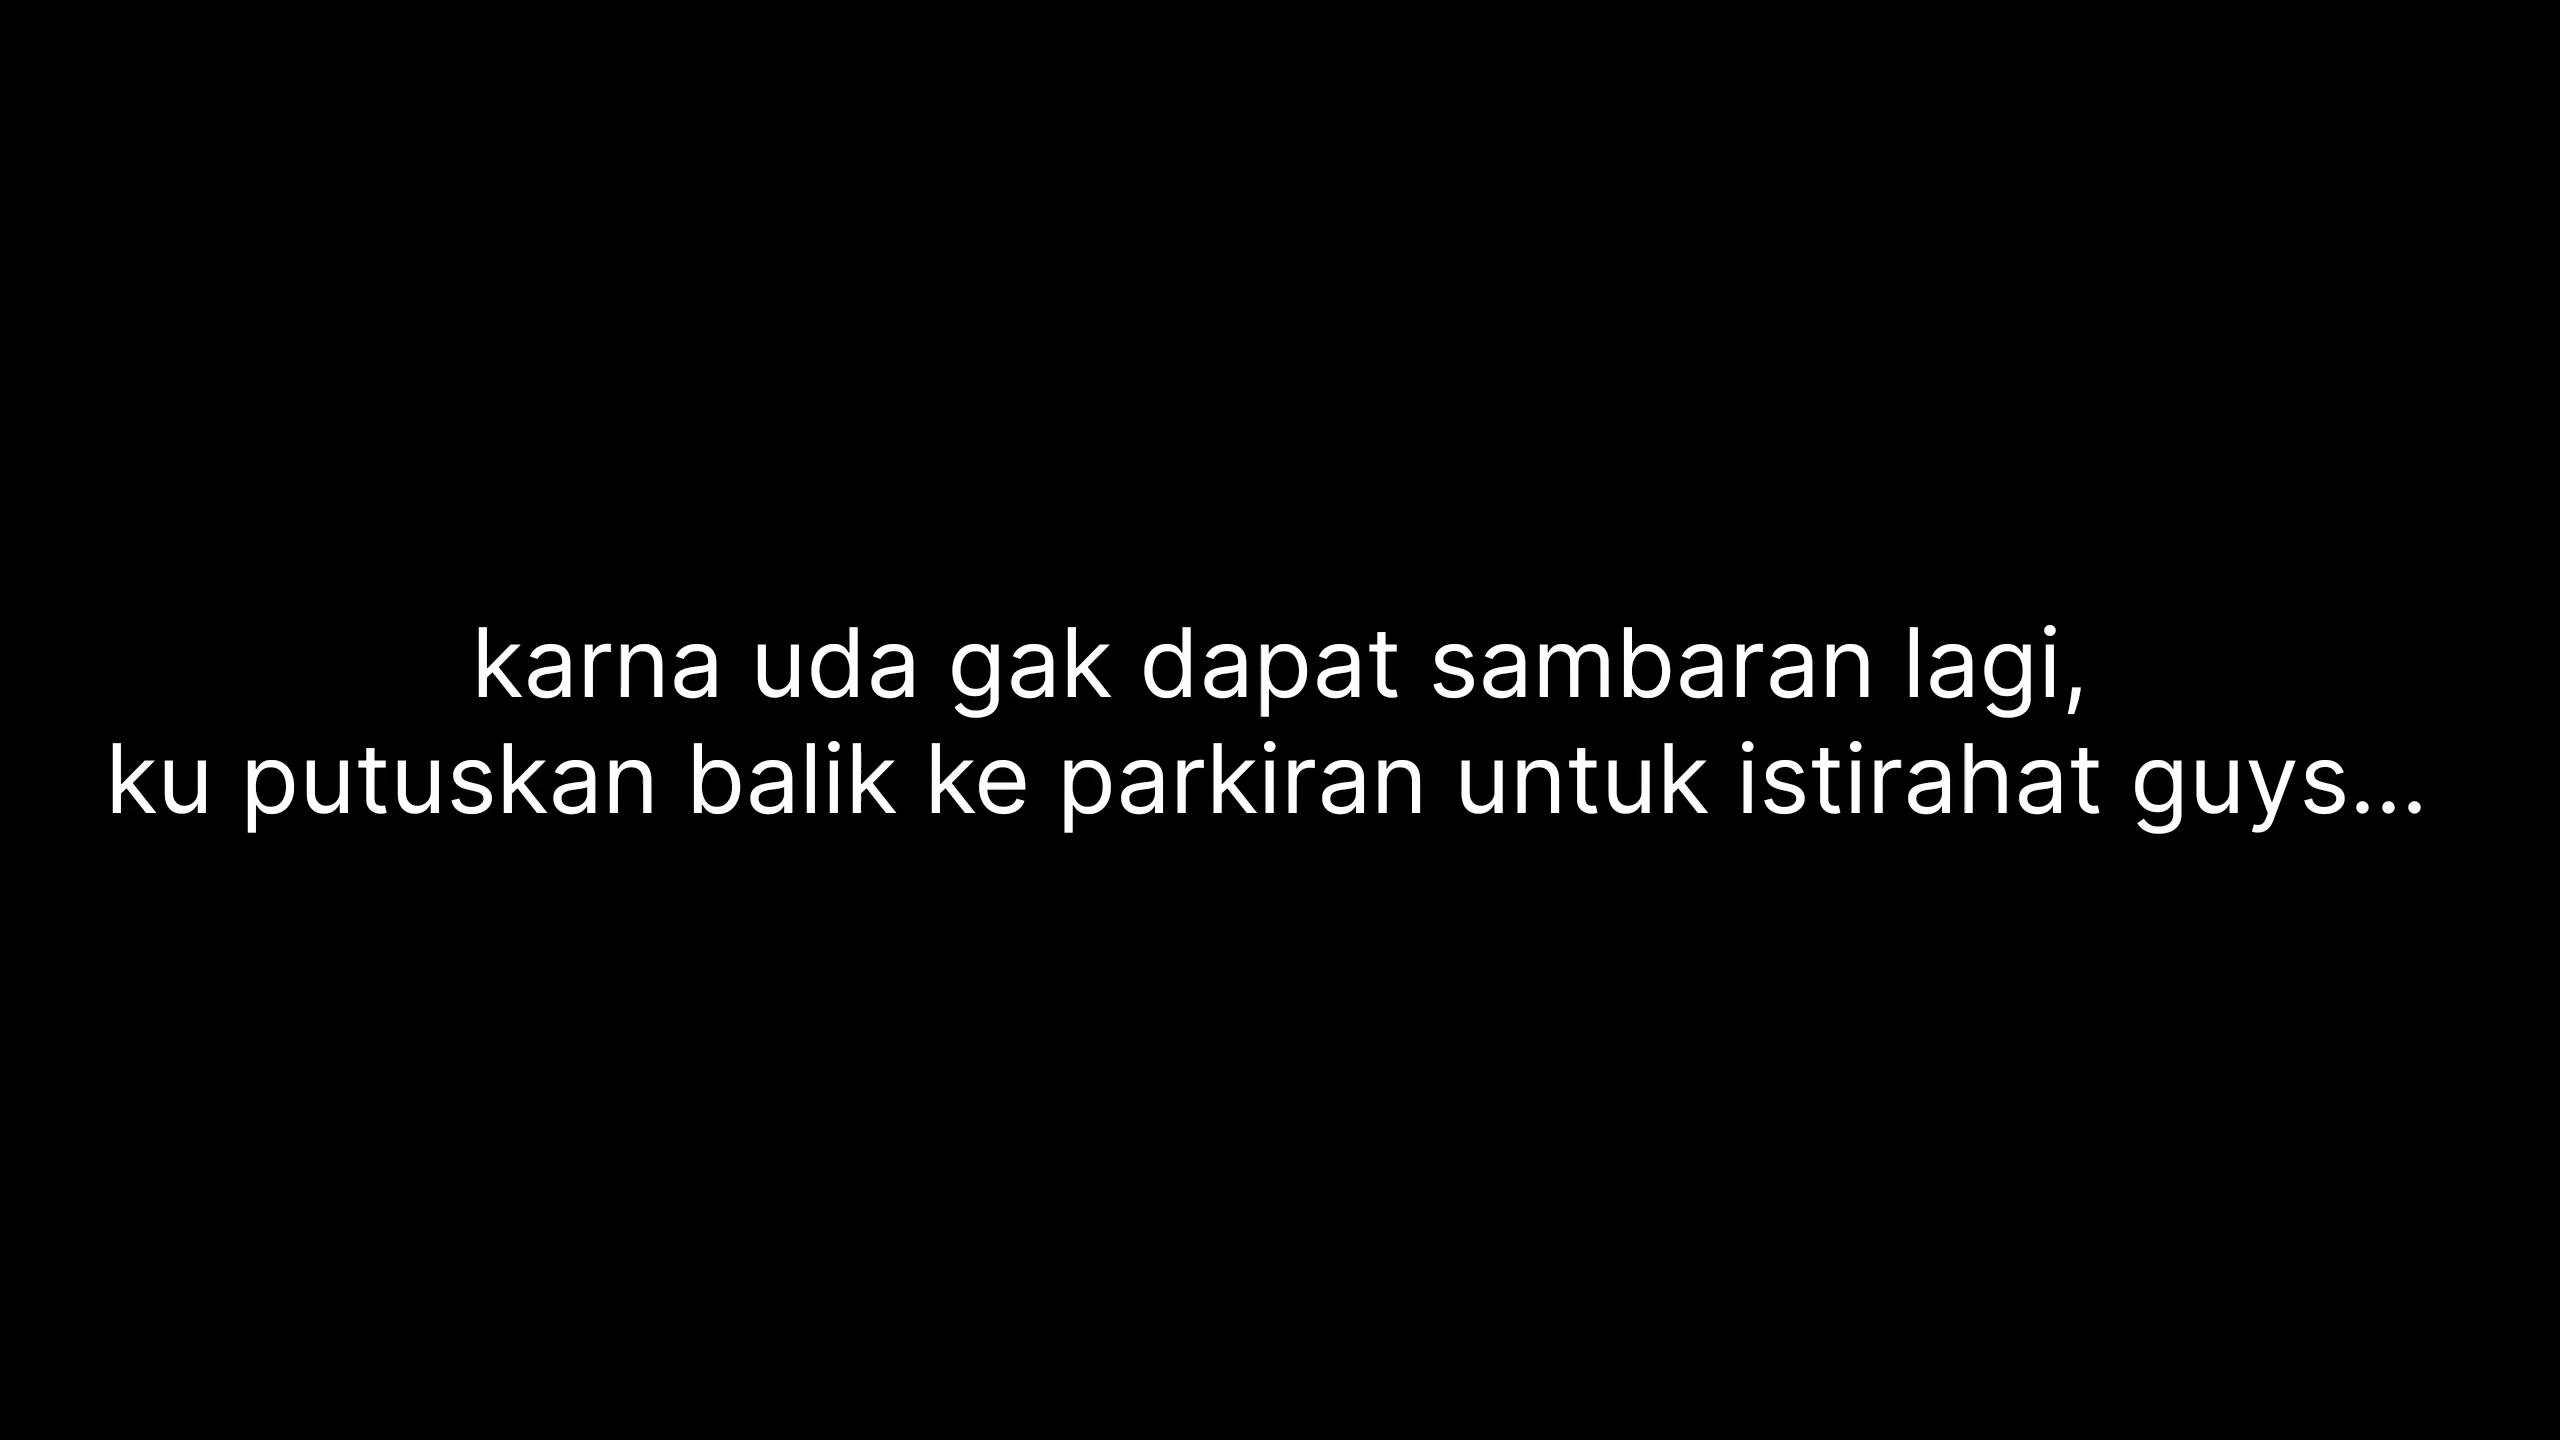 karna uda gak dapat sambaran lagi,
ku putuskan balik ke parkiran untuk istirahat guys...